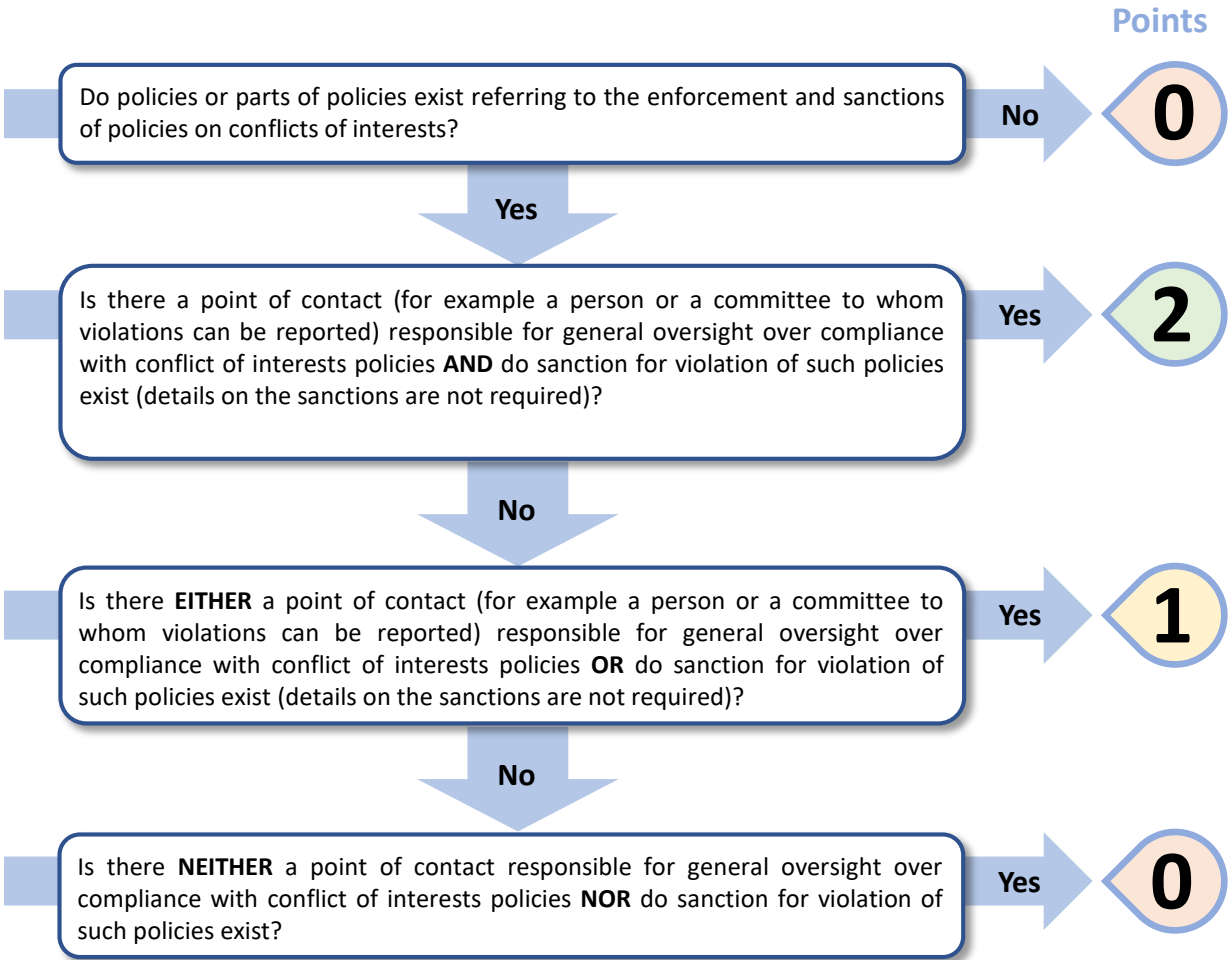 Points
Do policies or parts of policies exist referring to the enforcement and sanctions
of policies on conflicts of interests?
No
0
Yes
Is there a point of contact (for example a person or a committee to whom
violations can be reported) responsible for general oversight over compliance
with conflict of interests policies AND do sanction for violation of such policies
exist (details on the sanctions are not required)?
Yes
2
No
Is there EITHER a point of contact (for example a person or a committee to
whom violations can be reported) responsible for general oversight over
compliance with conflict of interests policies OR do sanction for violation of
such policies exist (details on the sanctions are not required)?
Yes
1
No
Is there NEITHER a point of contact responsible for general oversight over
compliance with conflict of interests policies NOR do sanction for violation of
such policies exist?
Yes
0